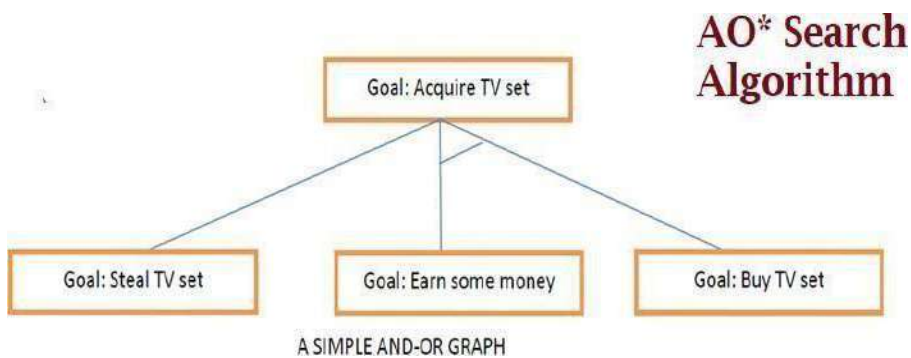 AO* Search
Algorithm
Goal: Acquire TV set
Goal: Steal TV set
Goal: Earn some money
Goal: Buy TV set
A SIMPLE AND-OR GRAPH